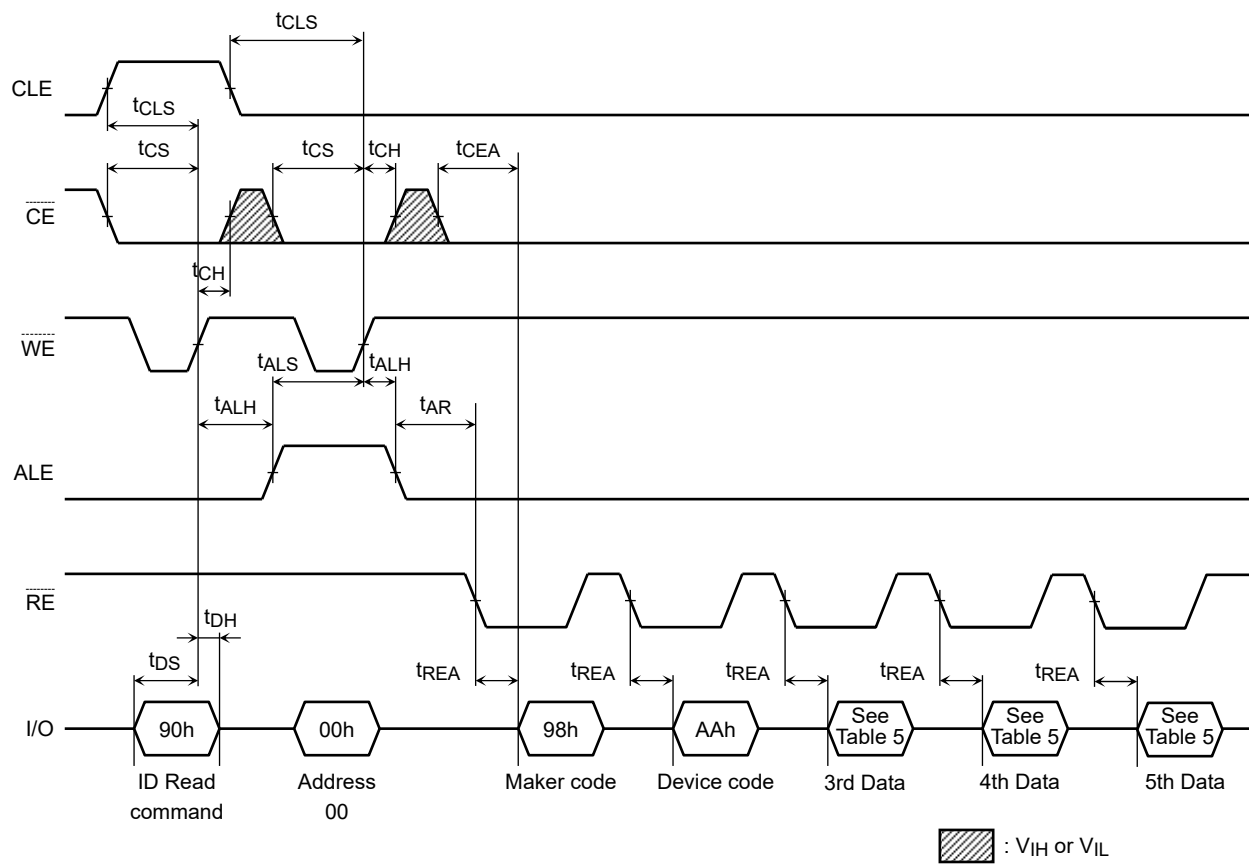 tCLS
CLE
tCLS
tCS
tCS
tCH
tCEA
CE
tCH
WE
tALS
tALH
tALH
tAR
ALE
RE
tDH
tDS
tREA
tREA
tREA
tREA
tREA
I/O
90h
00h
98h
AAh
See
Table 5
See
Table 5
See
Table 5
ID Read
command
Address
00
Maker code
Device code
3rd Data
4th Data
5th Data
: VIH or VIL